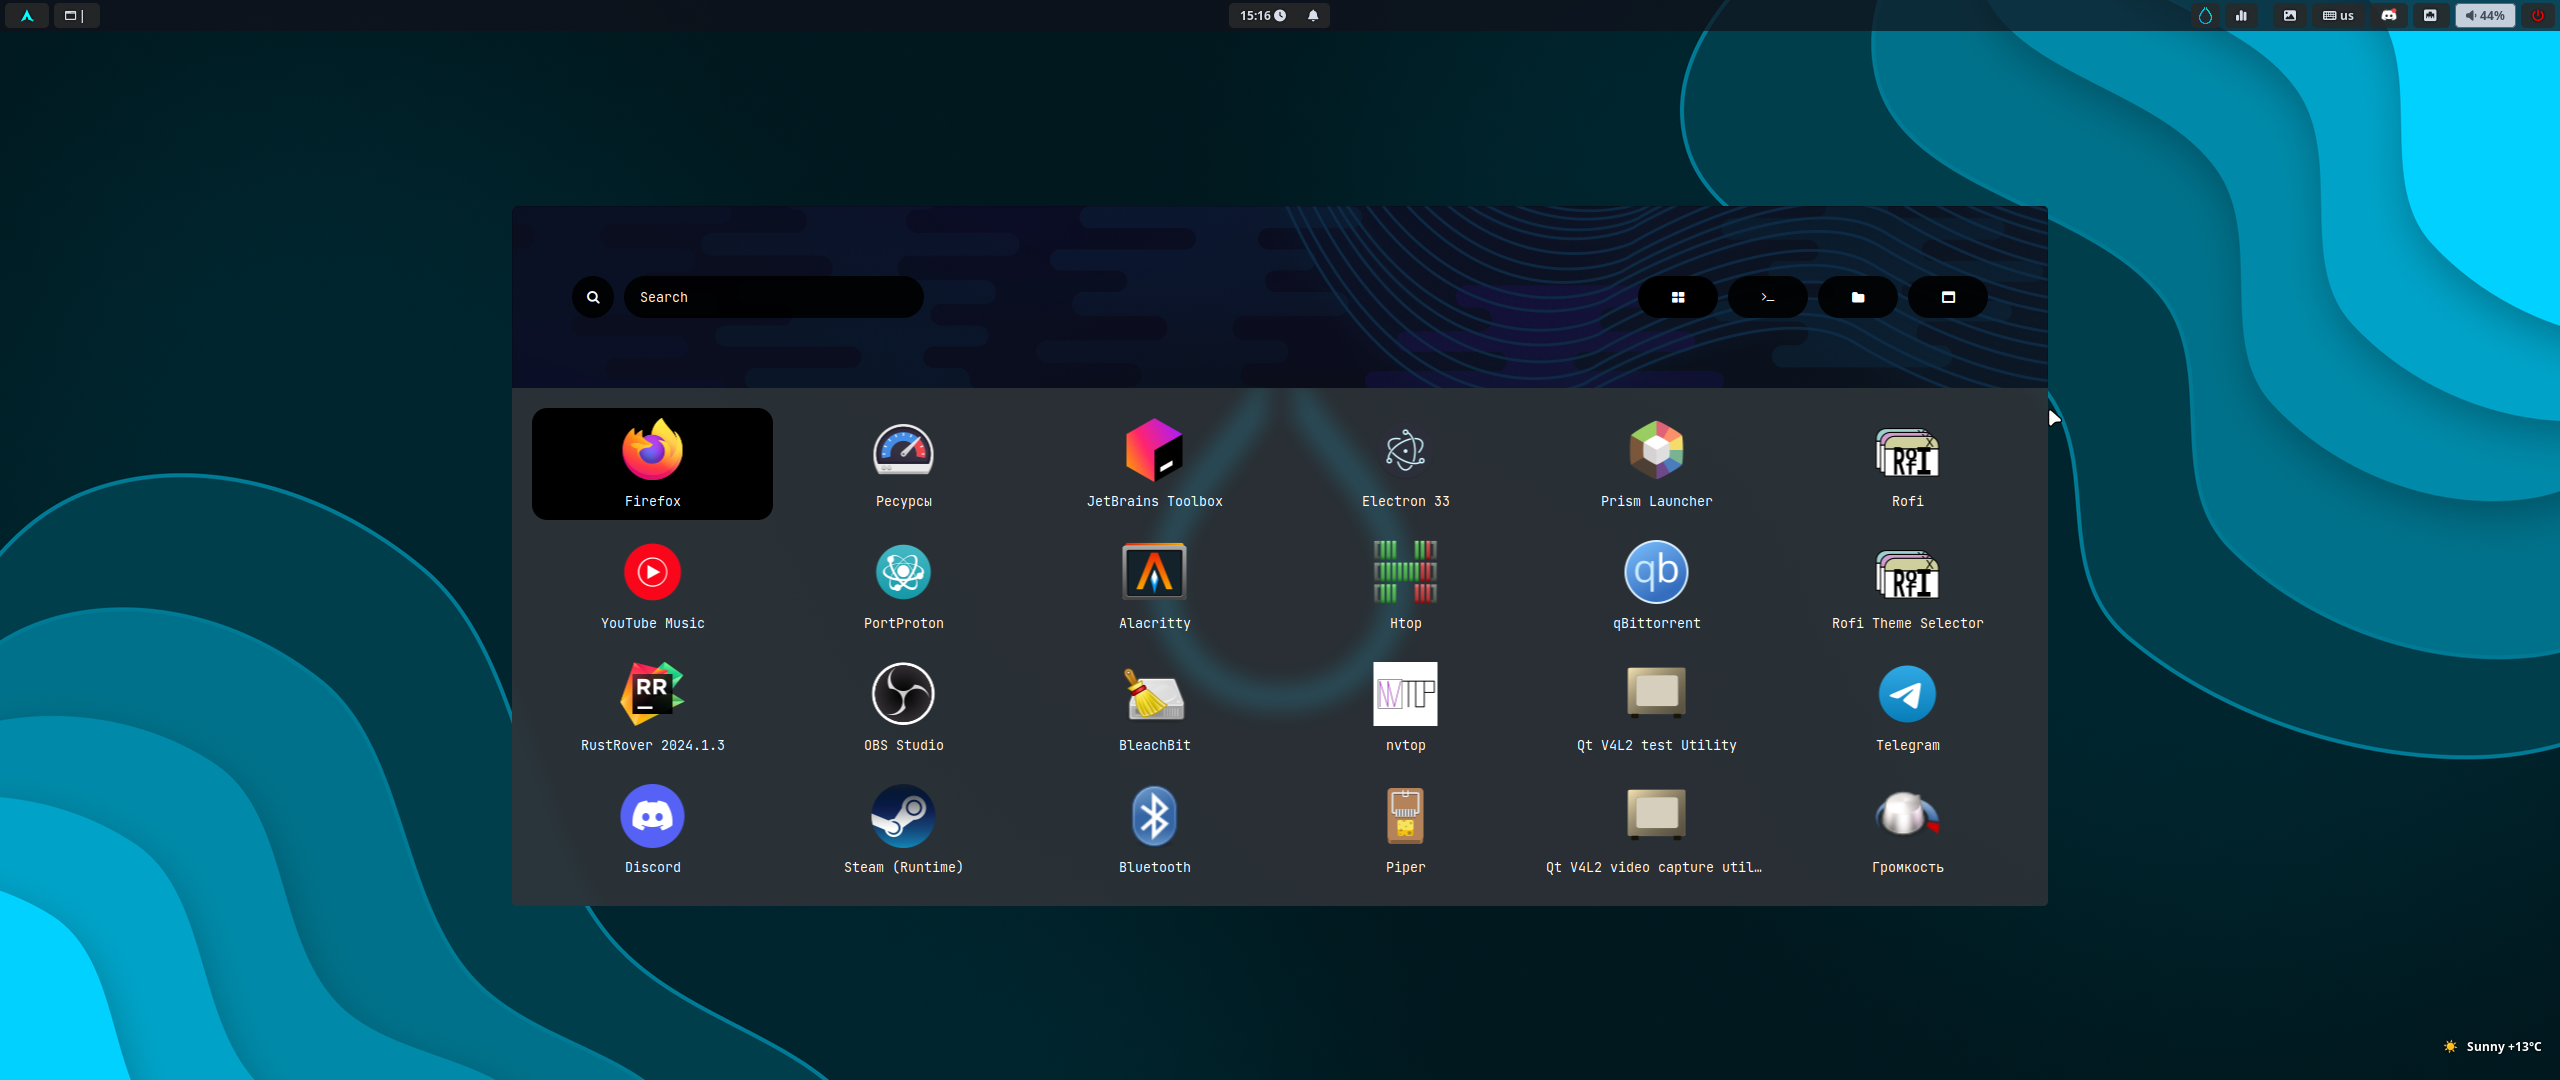 15:16
us
44%
Search
Firefox
Ресурсы
JetBrains Toolbox
Electron 33
Prism Launcher
Rofi
YouTube Music
PortProton
Alacritty
Htop
qBittorrent
Rofi Theme Selector
RustRover 2024.1.3
OBS Studio
BleachBit
nvtop
Qt V4L2 test Utility
Telegram
Discord
Steam (Runtime)
Bluetooth
Piper
Qt V4L2 video capture util…
Громкость
Sunny +13°C